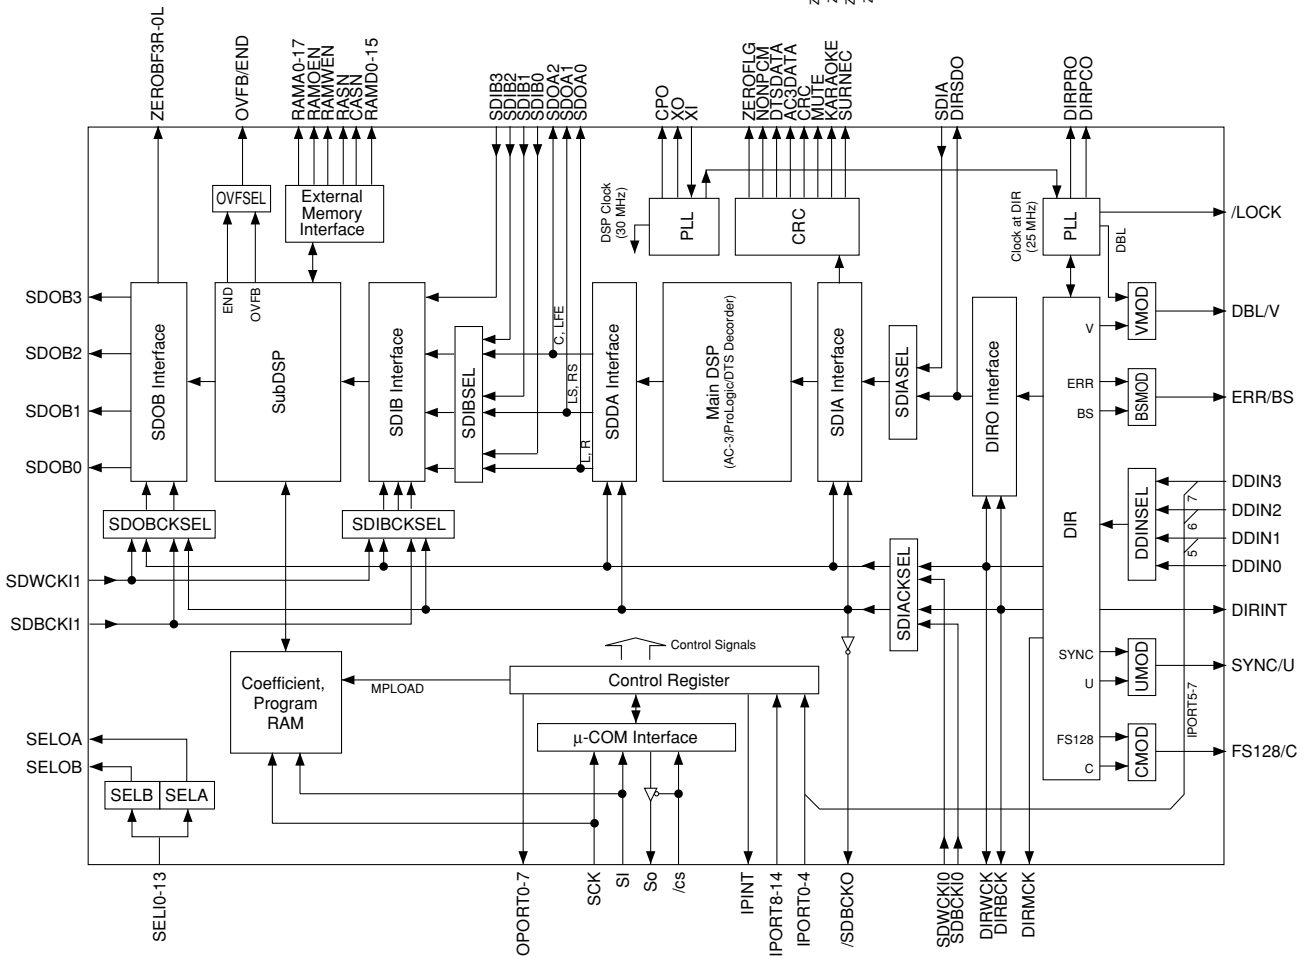 ZEROBF3R-0L
OVFB/END
RAMA0-17
RAMOEN
RAMWEN
RASN
CASN
RAMD0-15
SDIB3
SDIB2
SDIB1
SDIB0
SDOA2
SDOA1
SDOA0
CPO
XO
XI
ZEROFLG
NONPCM
DTSDATA
AC3DATA
CRC
MUTE
KARAOKE
SURNEC
SDIA
DIRSDO
DIRPRO
DIRPCO
OVFSEL
External
Memory
Interface
DSP Clock
(30 MHz)
PLL
CRC
Clock at DIR
(25 MHz)
PLL
DBL
/LOCK
SDOB3
SDOB2
SDOB1
SDOB0
SDOB Interface
END
OVFB
SubDSP
SDIB Interface
SDIBSEL
C, LFE
LS, RS
L, R
SDDA Interface
Main DSP
(AC-3/ProLogic/DTS Decorder)
SDIA Interface
SDIASEL
DIRO Interface
DIR
V
VMOD
DBL/V
ERR
BS
BSMOD
ERR/BS
DDINSEL
DDIN3
7
DDIN2
6
DDIN1
5
DDIN0
SDOBCKSEL
SDIBCKSEL
SDIACKSEL
SDWCKI1
SDBCKI1
DIRINT
Control Signals
SYNC
U
UMOD
SYNC/U
IPORT5-7
Coefficient,
Program
RAM
MPLOAD
Control Register
μ-COM Interface
FS128
C
CMOD
FS128/C
SELOA
SELOB
SELB
SELA
SELI0-13
OPORT0-7
SCK
SI
So
/cs
IPINT
IPORT8-14
IPORT0-4
/SDBCKO
SDWCKI0
SDBCKI0
DIRWCK
DIRBCK
DIRMCK